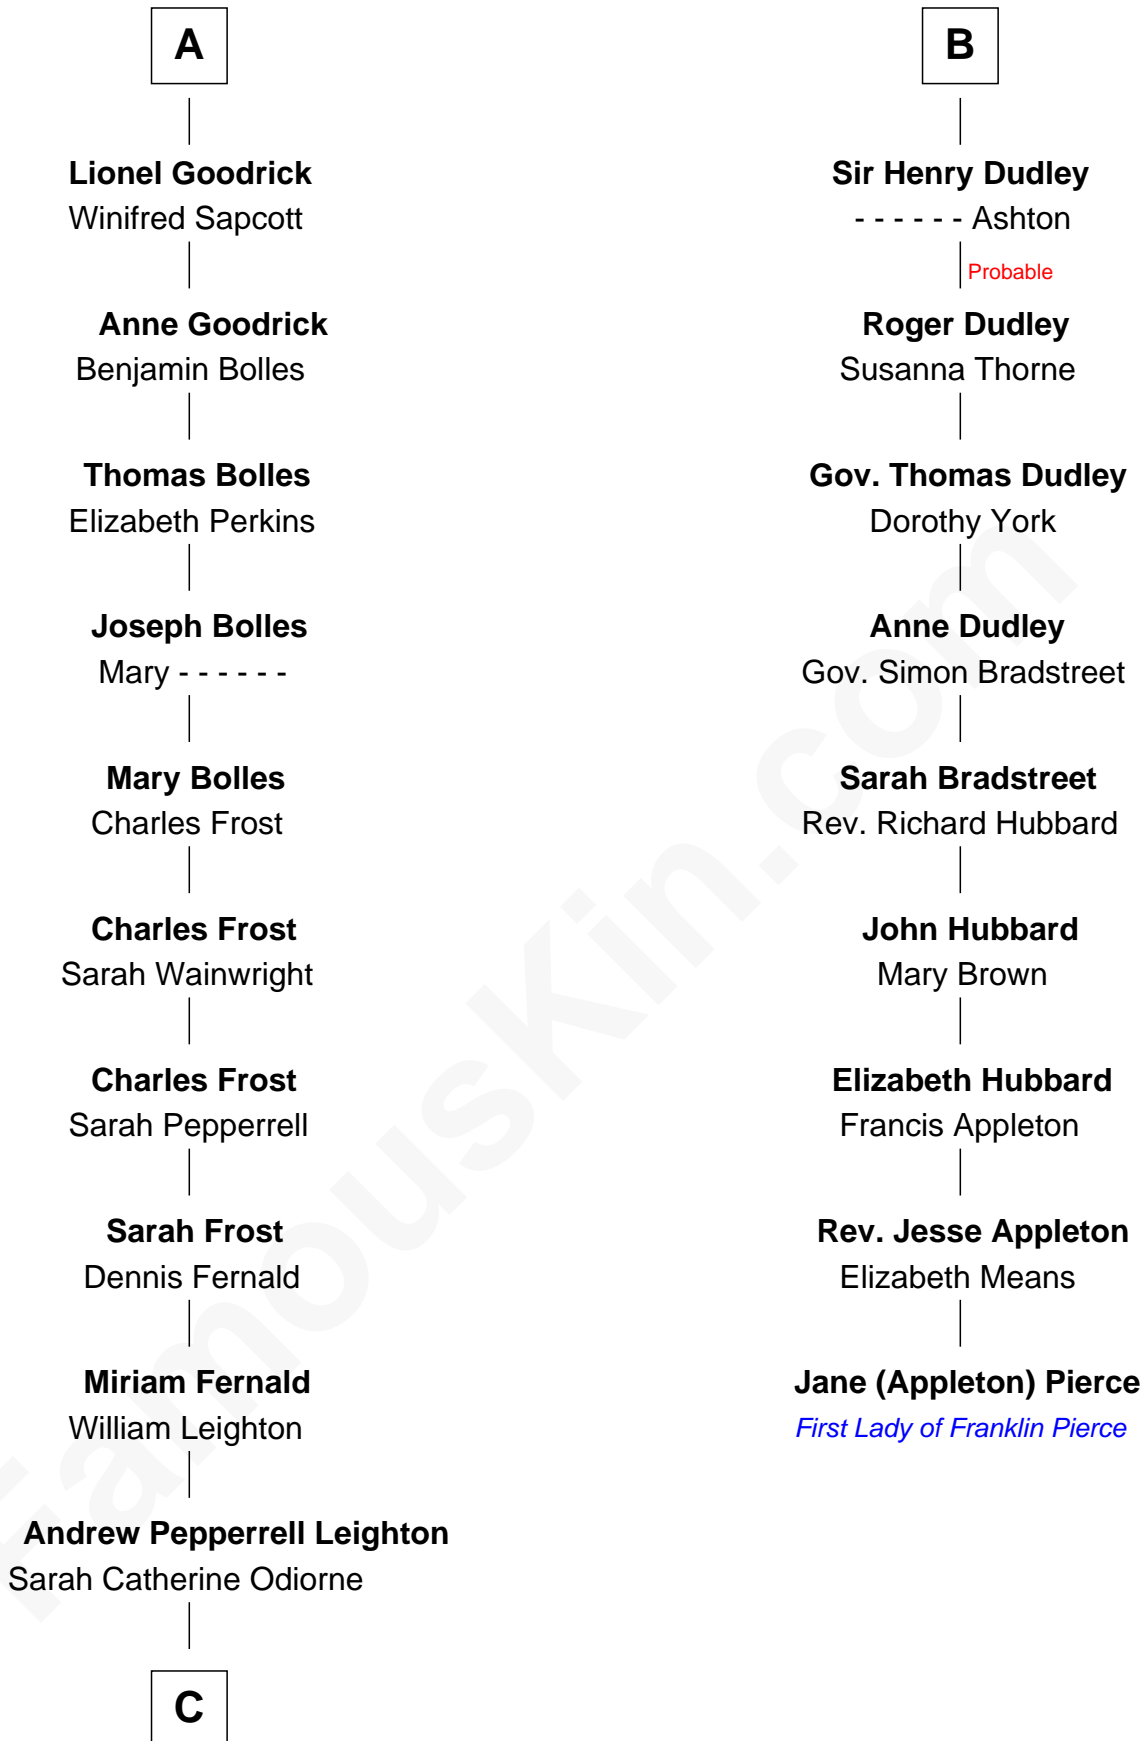 A
Lionel Goodrick
Winifred Sapcott
Anne Goodrick
Benjamin Bolles
Thomas Bolles
Elizabeth Perkins
Joseph Bolles
Mary - - - - - -
Mary Bolles
Charles Frost
Charles Frost
Sarah Wainwright
Charles Frost
Sarah Pepperrell
Sarah Frost
Dennis Fernald
Miriam Fernald
William Leighton
Andrew Pepperrell Leighton
Sarah Catherine Odiorne
C
B
Sir Henry Dudley
- - - - - - Ashton
Probable
Roger Dudley
Susanna Thorne
Gov. Thomas Dudley
Dorothy York
Anne Dudley
Gov. Simon Bradstreet
Sarah Bradstreet
Rev. Richard Hubbard
John Hubbard
Mary Brown
Elizabeth Hubbard
Francis Appleton
Rev. Jesse Appleton
Elizabeth Means
Jane (Appleton) Pierce
First Lady of Franklin Pierce
FamousKin.com